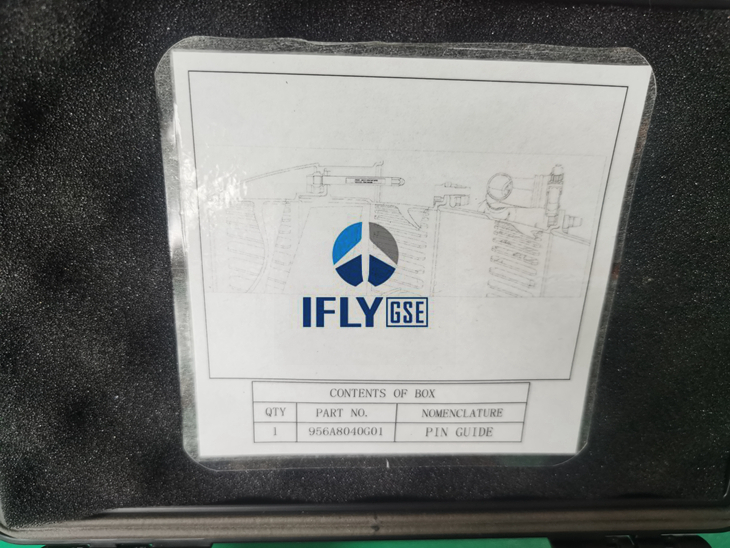 IFLY GSE
CONTENTS OF BOX
QTY PART NO. NOMENCLATURE
1 956A8040G01 PIN GUIDE